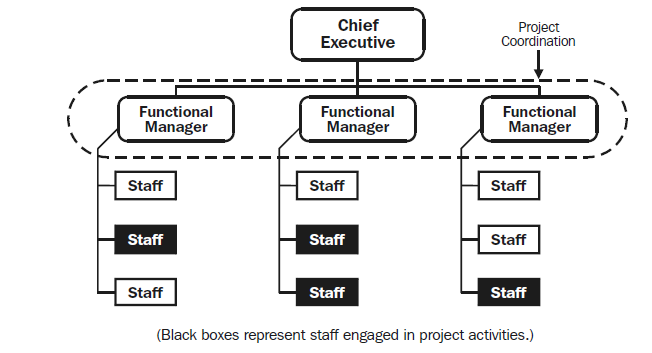 Chief
Executive
Project
Coordination
Functional
Manager
Functional
Manager
Functional
Manager
Staff
Staff
Staff
Staff
Staff
Staff
Staff
Staff
Staff
(Black boxes represent staff engaged in project activities.)